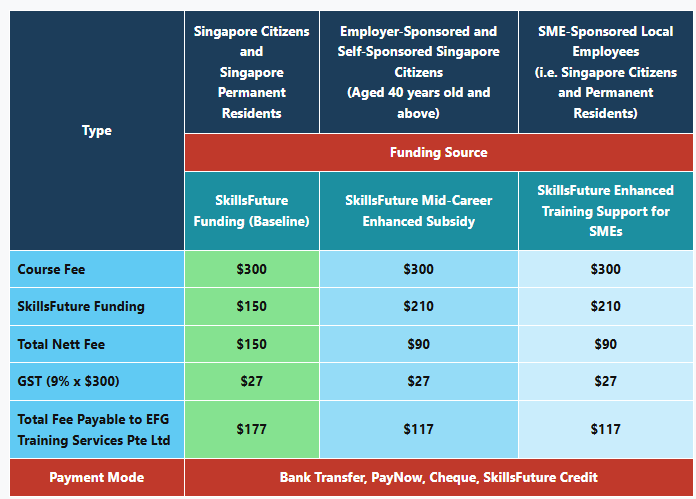 Type
Singapore Citizens
and
Singapore
Permanent
Residents
Employer-Sponsored and
Self-Sponsored Singapore
Citizens
(Aged 40 years old and
above)
SME-Sponsored Local
Employees
(i.e. Singapore Citizens
and Permanent
Residents)
Funding Source
SkillsFuture
Funding (Baseline)
SkillsFuture Mid-Career
Enhanced Subsidy
SkillsFuture Enhanced
Training Support for
SMEs
Course Fee $300 $300 $300
SkillsFuture Funding $150 $210 $210
Total Nett Fee $150 $90 $90
GST (9% x $300) $27 $27 $27
Total Fee Payable to EFG
Training Services Pte Ltd
$177 $117 $117
Payment Mode Bank Transfer, PayNow, Cheque, SkillsFuture Credit